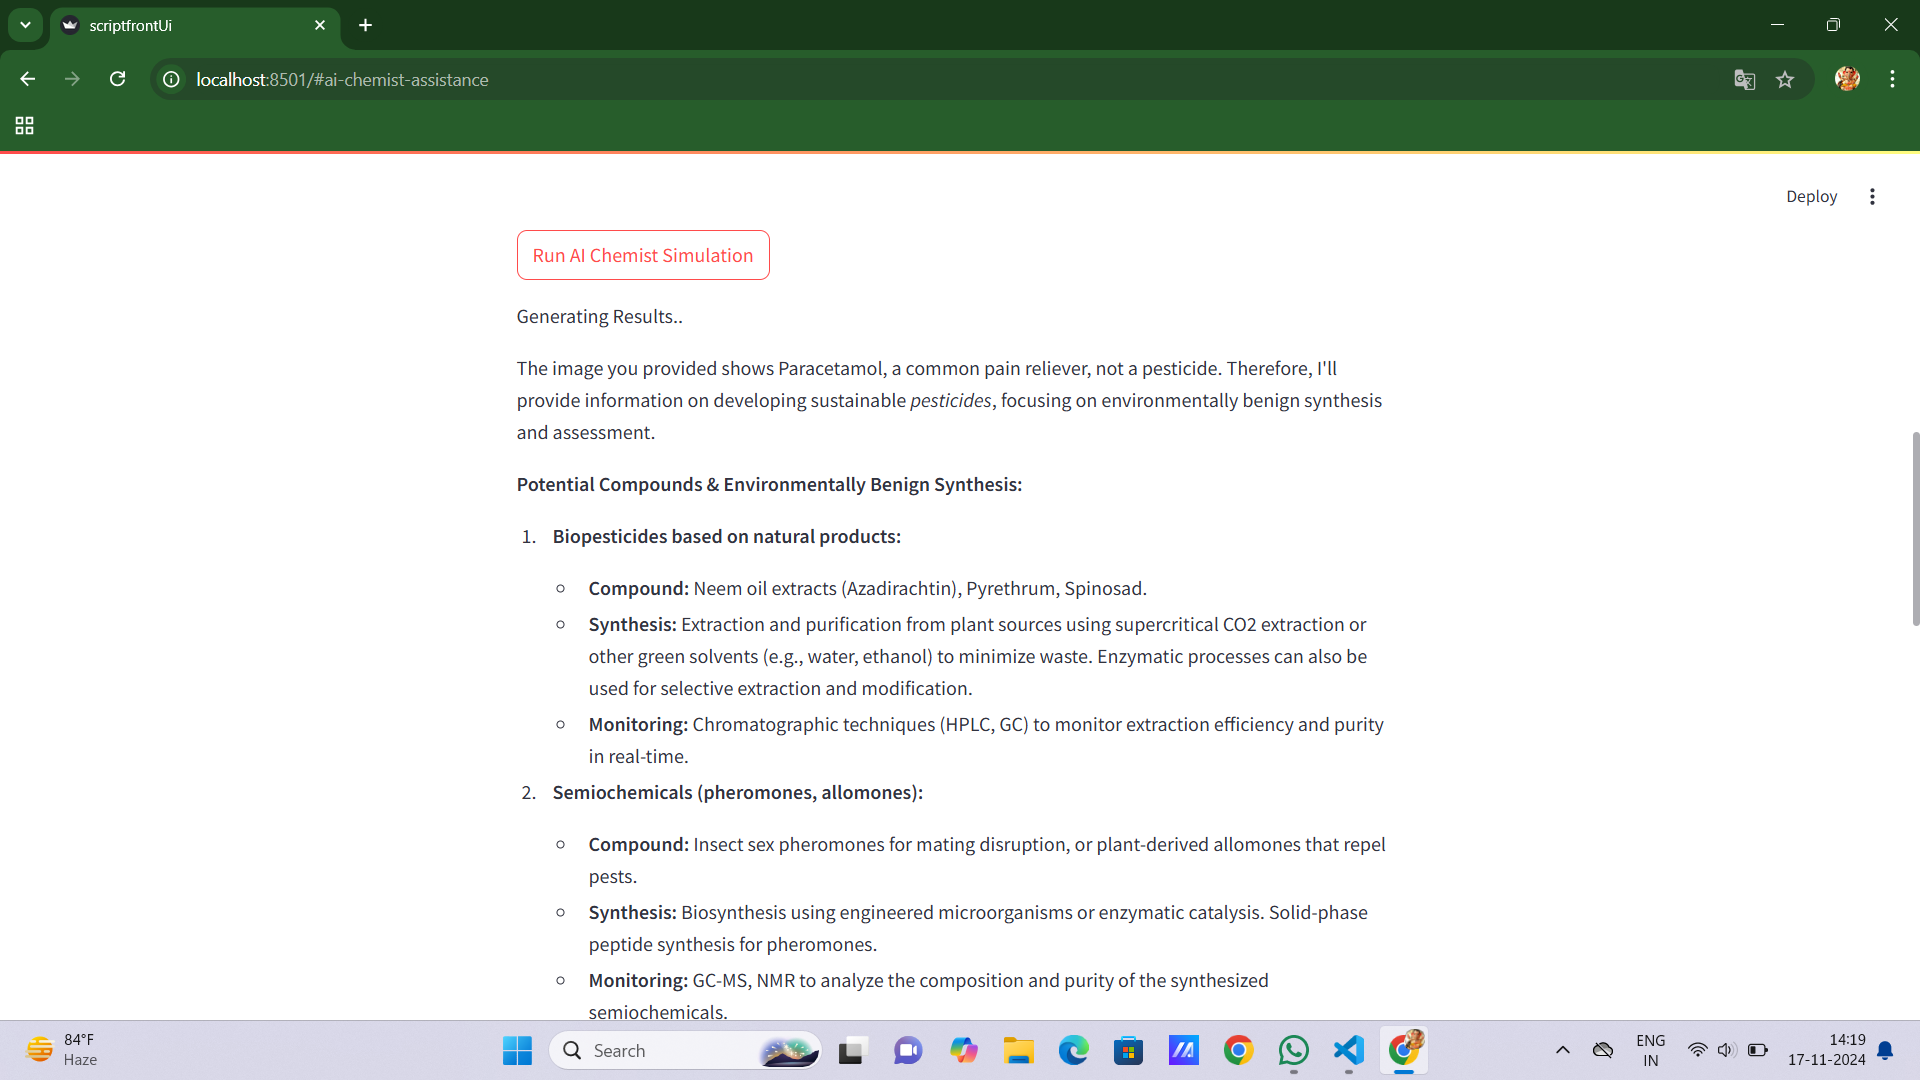 scriptfrontUi
localhost:8501/#ai-chemist-assistance
Deploy
Run AI Chemist Simulation
Generating Results..
The image you provided shows Paracetamol, a common pain reliever, not a pesticide. Therefore, I'll
provide information on developing sustainable pesticides, focusing on environmentally benign synthesis
and assessment.
Potential Compounds & Environmentally Benign Synthesis:
1. Biopesticides based on natural products:
Compound: Neem oil extracts (Azadirachtin), Pyrethrum, Spinosad.
Synthesis: Extraction and purification from plant sources using supercritical CO2 extraction or
other green solvents (e.g., water, ethanol) to minimize waste. Enzymatic processes can also be
used for selective extraction and modification.
Monitoring: Chromatographic techniques (HPLC, GC) to monitor extraction efficiency and purity
in real-time.
2. Semiochemicals (pheromones, allomones):
Compound: Insect sex pheromones for mating disruption, or plant-derived allomones that repel
pests.
Synthesis: Biosynthesis using engineered microorganisms or enzymatic catalysis. Solid-phase
peptide synthesis for pheromones.
Monitoring: GC-MS, NMR to analyze the composition and purity of the synthesized
semiochemicals.
84°F
Haze
Search
ENG
IN
14:19
17-11-2024